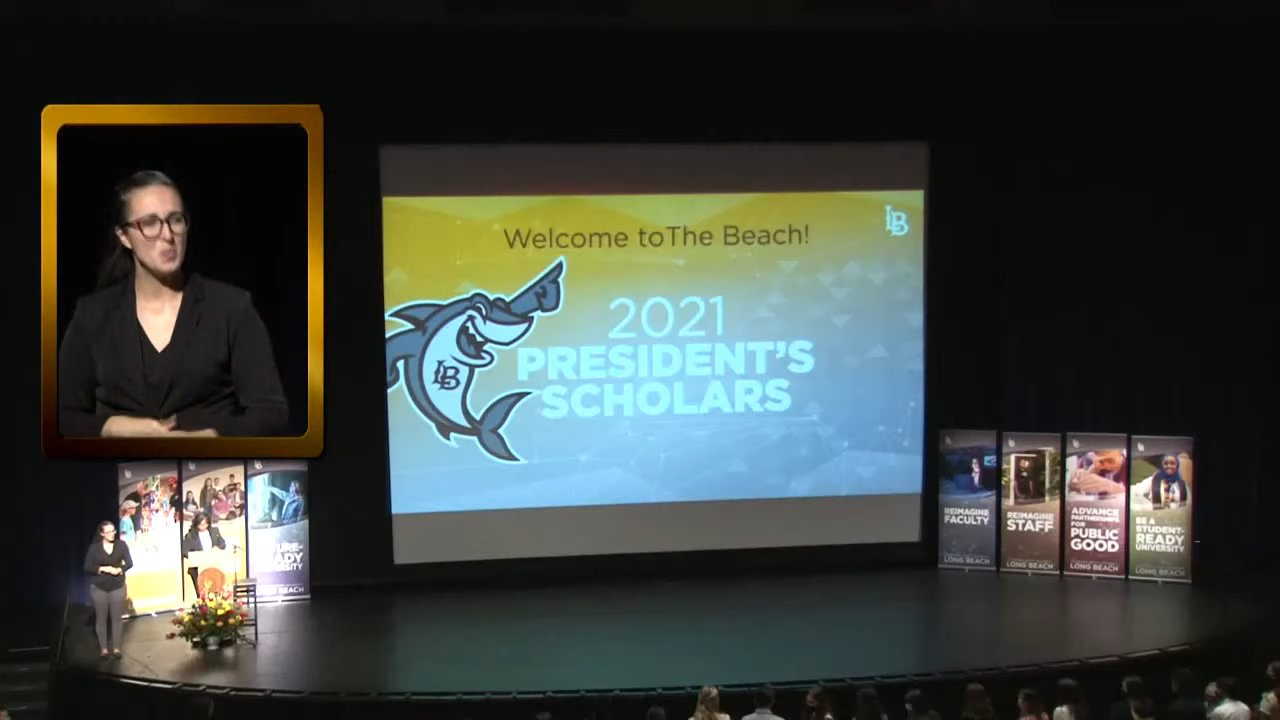 Welcome toThe Beach!
LB
2021
PRESIDENT'S
SCHOLARS
LB
REIMAGINE
FACULTY
LONG BEACH
REIMAGINE
STAFF
LONG BEACH
ADVANCE
PARTNERSHIPS
FOR
PUBLIC
GOOD
LONG BEACH
BE A
STUDENT-
READY
UNIVERSITY
LONG BEACH